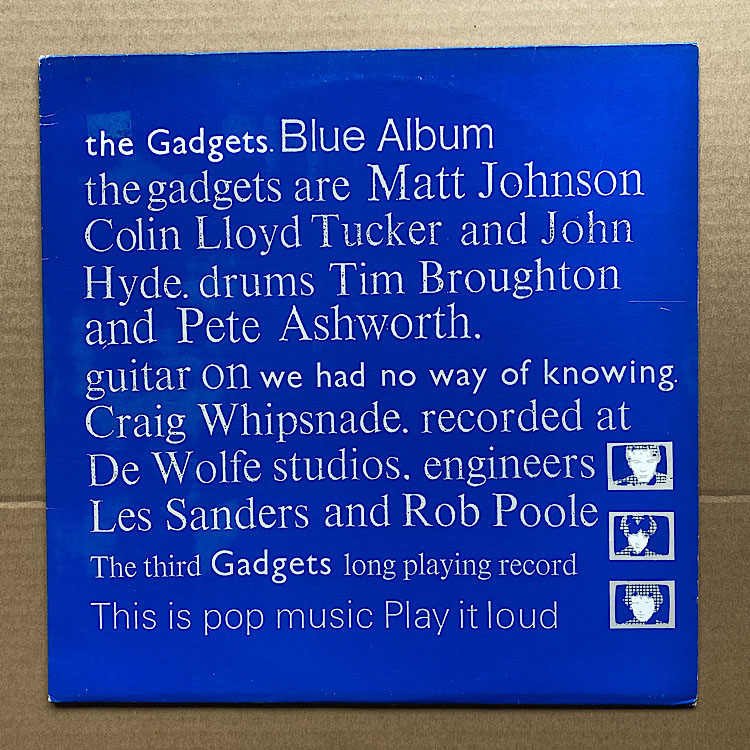 the Gadgets. Blue Album
the gadgets are Matt Johnson
Colin Lloyd Tucker and John
Hyde. drums Tim Broughton
and Pete Ashworth.
guitar on we had no way of knowing.
Craig Whipsnade. recorded at
De Wolfe studios. engineers
Les Sanders and Rob Poole
The third Gadgets long playing record
This is pop music Play it loud